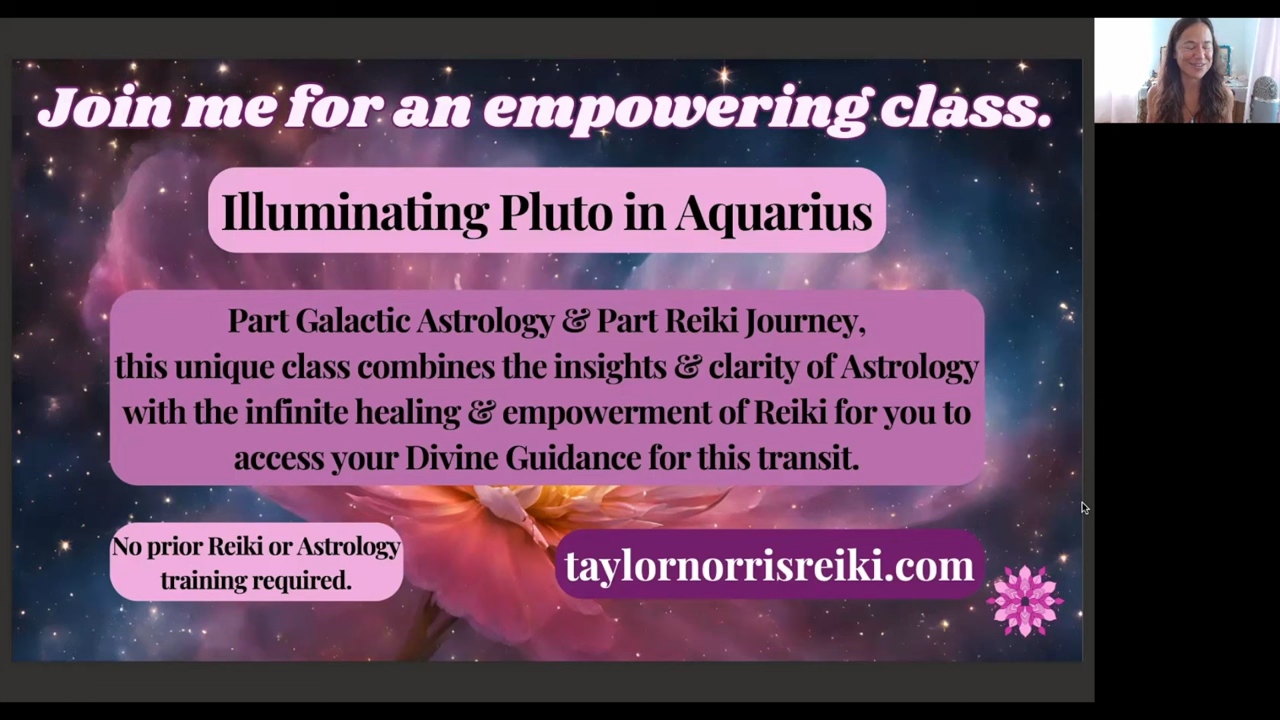 Join me for an empowering class.
Illuminating Pluto in Aquarius
Part Galactic Astrology & Part Reiki Journey,
this unique class combines the insights & clarity of Astrology
with the infinite healing & empowerment of Reiki for you to
access your Divine Guidance for this transit.
No prior Reiki or Astrology
training required.
taylornorrisreiki.com